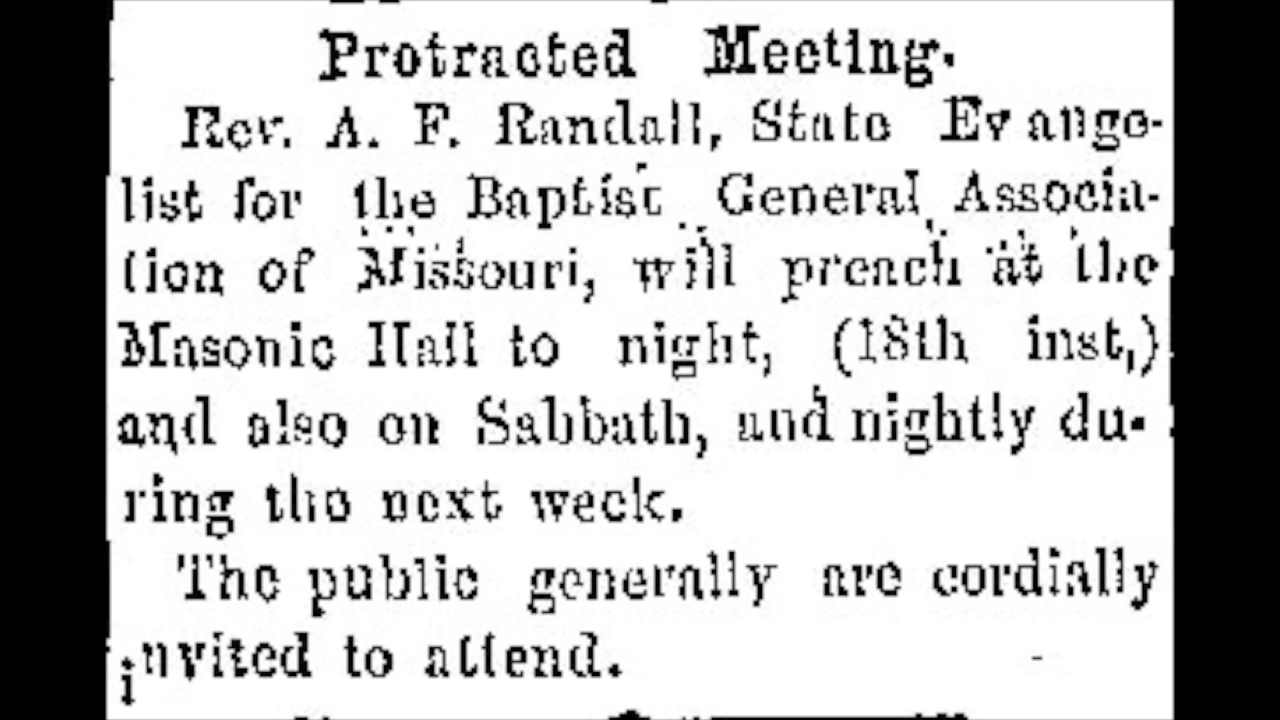 Protracted Meeting.
Rev. A. F. Randall, State Evange-
list for the Baptist General Associa-
tion of Missouri, will preach at the
Masonic Hall to night, (18th inst,)
and also on Sabbath, and nightly du-
ring the next week.
The public generally are cordially
invited to attend.